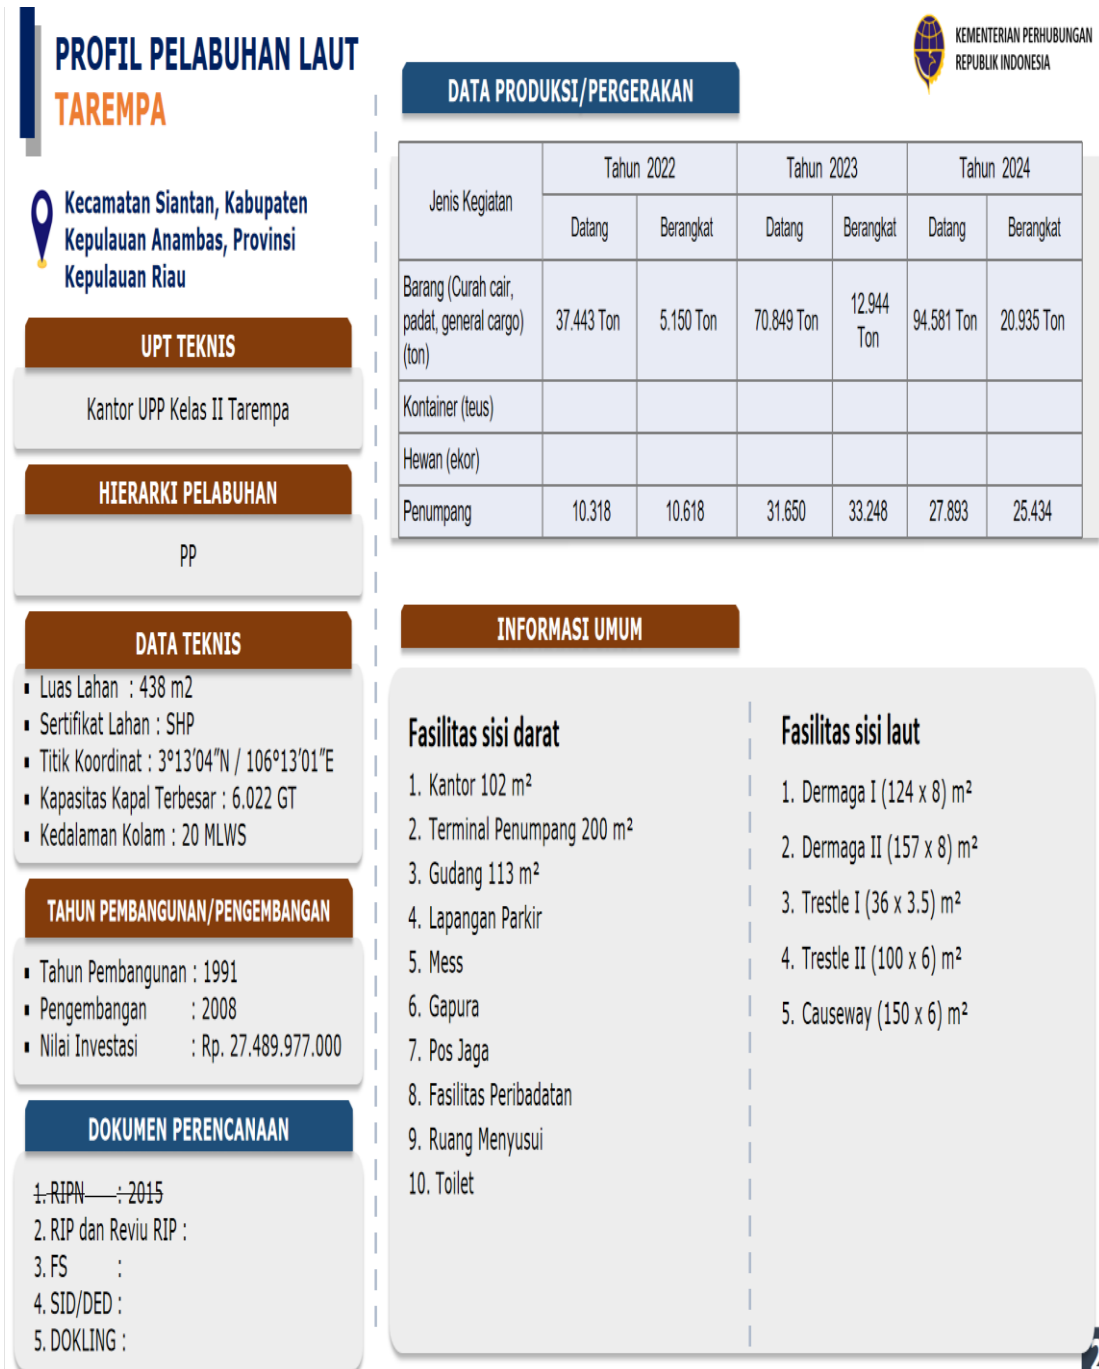 PROFIL PELABUHAN LAUT
TAREMPA
KEMENTERIAN PERHUBUNGAN
REPUBLIK INDONESIA
Kecamatan Siantan, Kabupaten
Kepulauan Anambas, Provinsi
Kepulauan Riau
UPT TEKNIS
Kantor UPP Kelas II Tarempa
HIERARKI PELABUHAN
PP
DATA TEKNIS
▪ Luas Lahan : 438 m2
▪ Sertifikat Lahan : SHP
▪ Titik Koordinat : 3°13'04"N / 106°13'01"E
▪ Kapasitas Kapal Terbesar : 6.022 GT
▪ Kedalaman Kolam : 20 MLWS
TAHUN PEMBANGUNAN/PENGEMBANGAN
▪ Tahun Pembangunan : 1991
▪ Pengembangan : 2008
▪ Nilai Investasi : Rp. 27.489.977.000
DOKUMEN PERENCANAAN
1. RIPN : 2015
2. RIP dan Reviu RIP :
3. FS :
4. SID/DED :
5. DOKLING :
DATA PRODUKSI/PERGERAKAN
Jenis Kegiatan Tahun 2022 Tahun 2023 Tahun 2024
Datang Berangkat Datang Berangkat Datang Berangkat
Barang (Curah cair,
padat, general cargo)
(ton)
37.443 Ton 5.150 Ton 70.849 Ton 12.944 Ton 94.581 Ton 20.935 Ton
Kontainer (teus)
Hewan (ekor)
Penumpang 10.318 10.618 31.650 33.248 27.893 25.434
INFORMASI UMUM
Fasilitas sisi darat
1. Kantor 102 m²
2. Terminal Penumpang 200 m²
3. Gudang 113 m²
4. Lapangan Parkir
5. Mess
6. Gapura
7. Pos Jaga
8. Fasilitas Peribadatan
9. Ruang Menyusui
10. Toilet
Fasilitas sisi laut
1. Dermaga I (124 x 8) m²
2. Dermaga II (157 x 8) m²
3. Trestle I (36 x 3.5) m²
4. Trestle II (100 x 6) m²
5. Causeway (150 x 6) m²